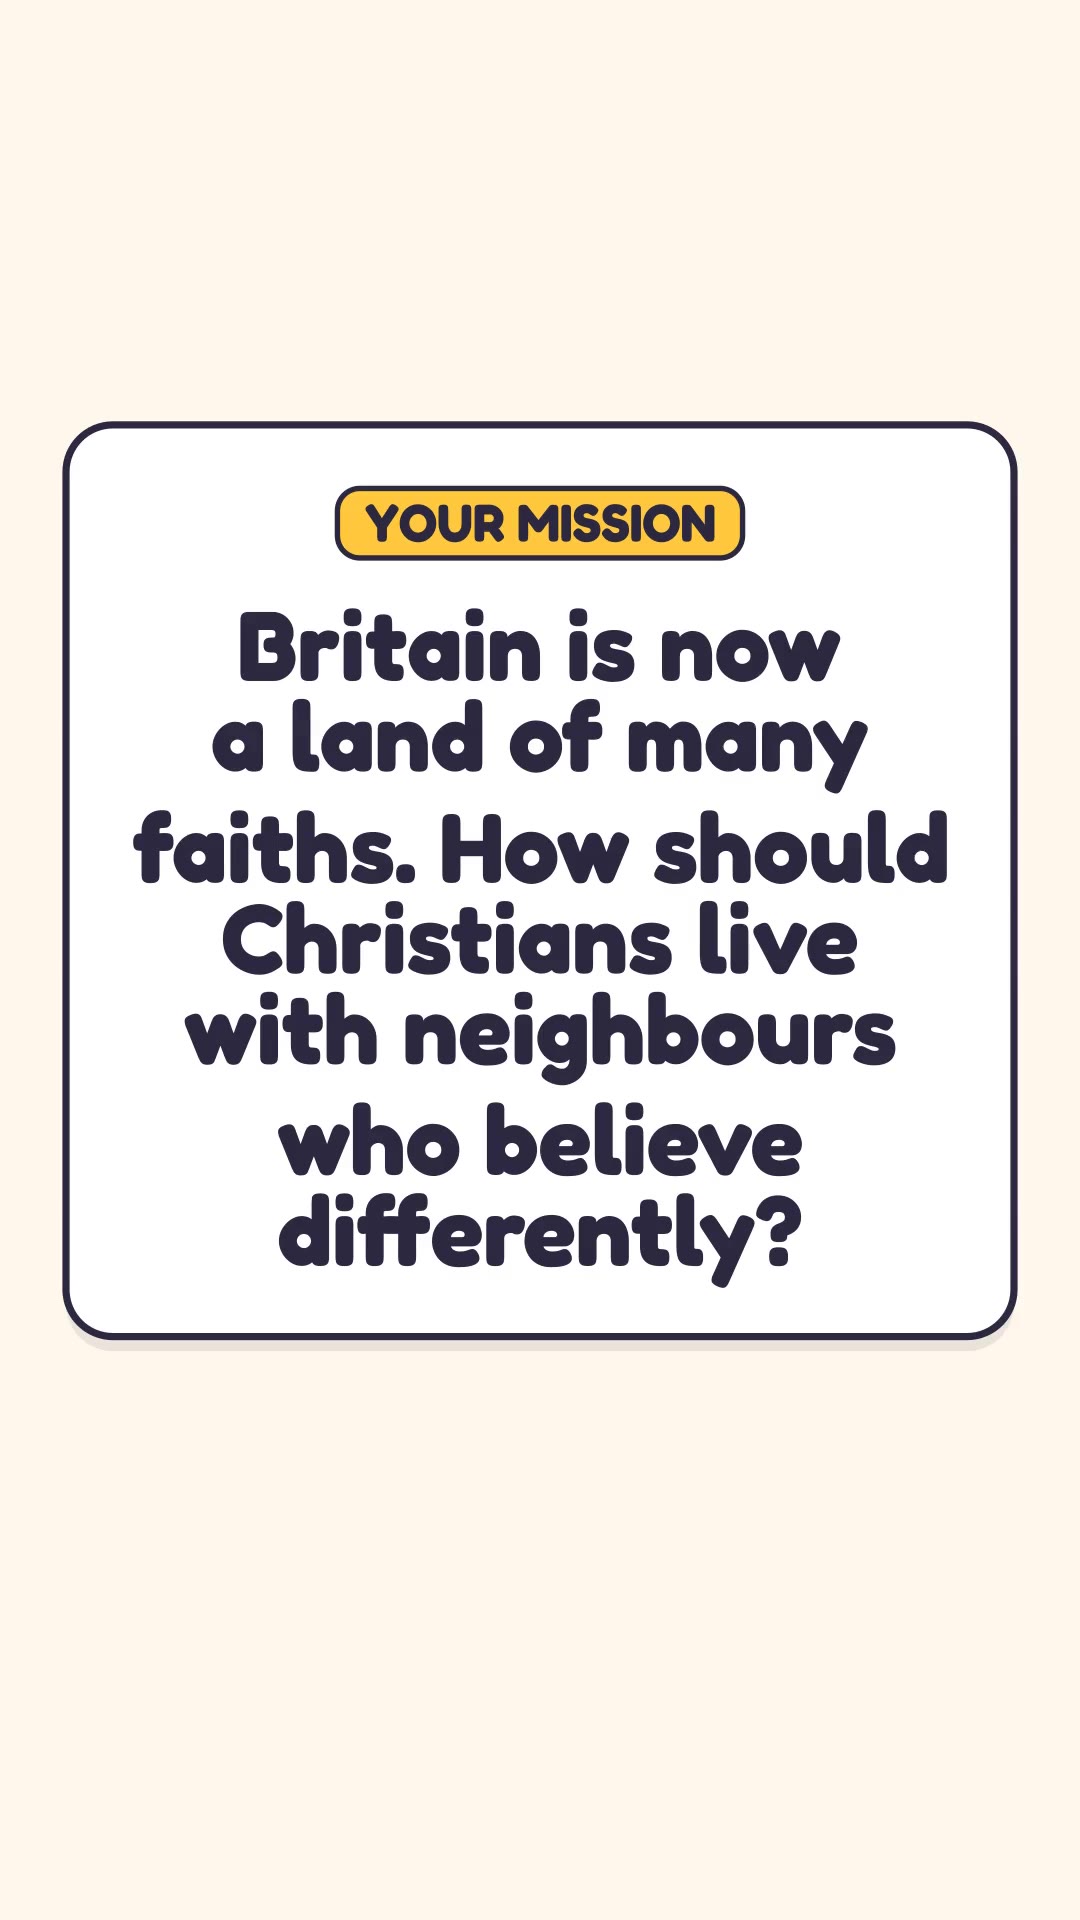 YOUR MISSION
Britain is now
a land of many
faiths. How should
Christians live
with neighbours
who believe
differently?